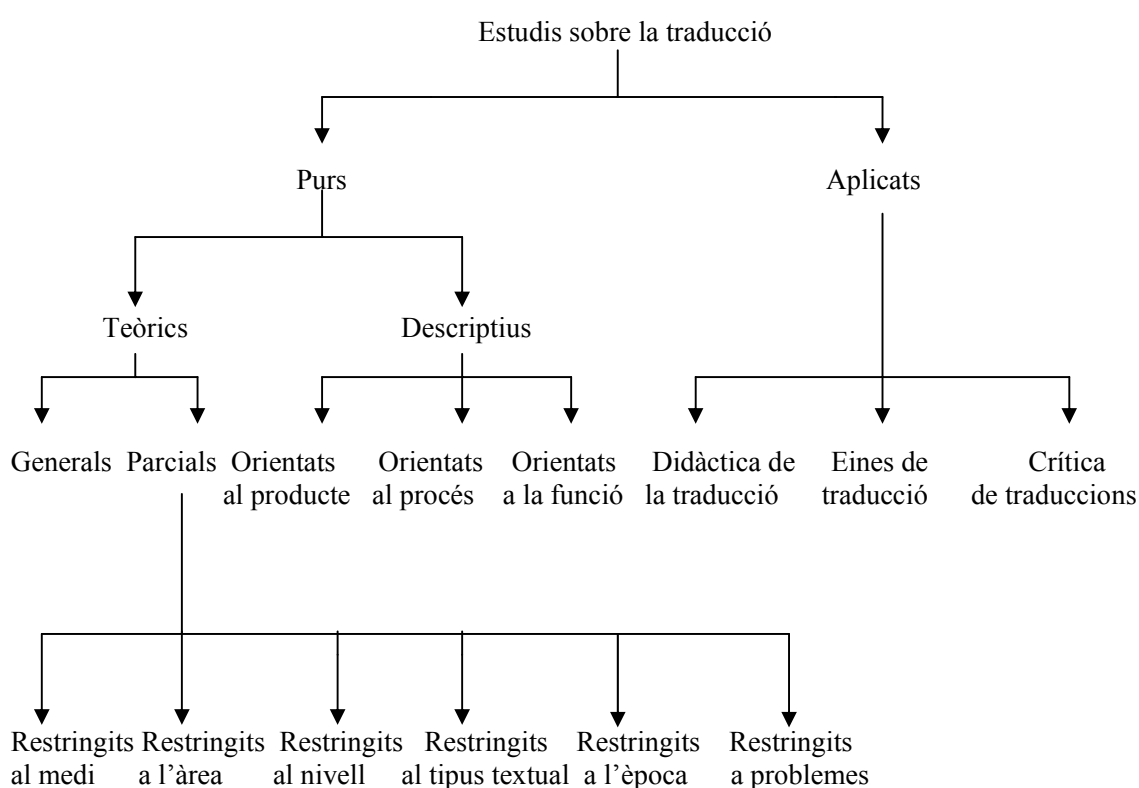 Estudis sobre la traducció
Purs
Aplicats
Teòrics
Descriptius
Generals
Parcials
Orientats
al producte
Orientats
al procés
Orientats
a la funció
Didàctica de
la traducció
Eines de
traducció
Crítica
de traduccions
Restringits
al medi
Restringits
a l’àrea
Restringits
al nivell
Restringits
al tipus textual
Restringits
a l’època
Restringits
a problemes